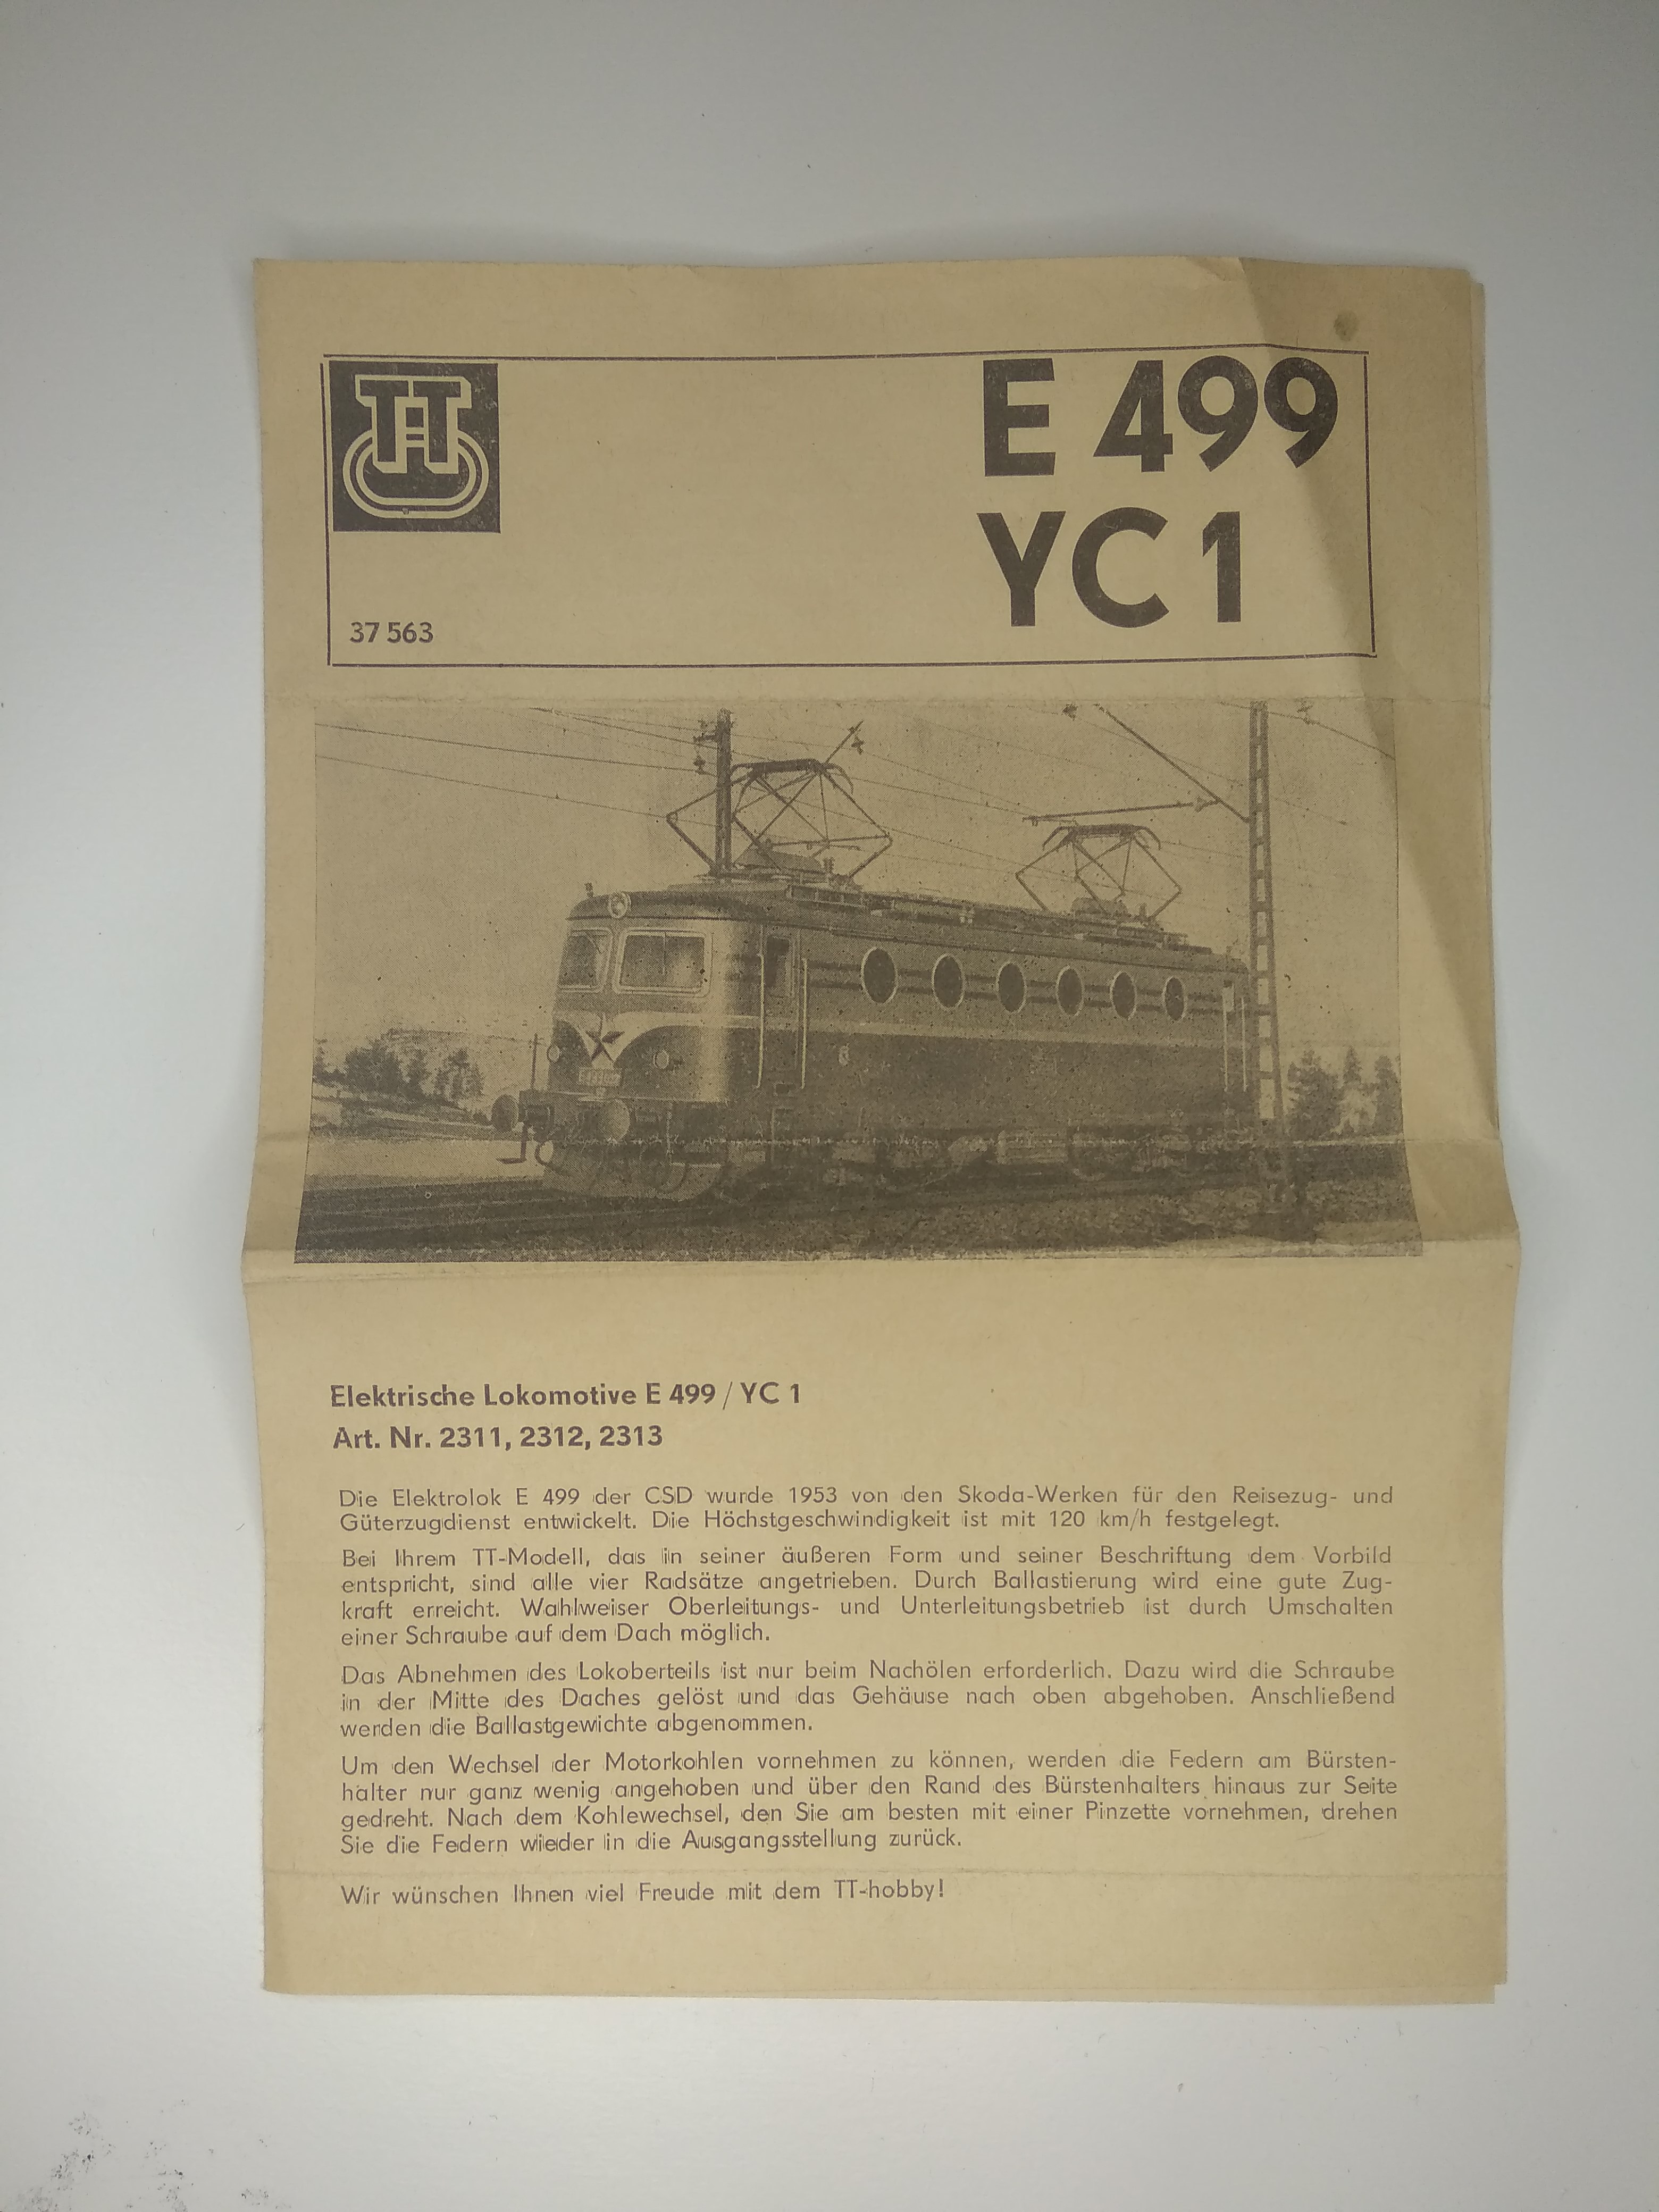 TT
E 499
YC 1
37 563
Elektrische Lokomotive E 499 / YC 1
Art. Nr. 2311, 2312, 2313
Die Elektrolok E 499 der CSD wurde 1953 von den Skoda-Werken für den Reisezug- und
Güterzugdienst entwickelt. Die Höchstgeschwindigkeit ist mit 120 km/h festgelegt.
Bei Ihrem TT-Modell, das in seiner äußeren Form und seiner Beschriftung dem Vorbild
entspricht, sind alle vier Radsätze angetrieben. Durch Ballastierung wird eine gute Zug-
kraft erreicht. Wahlweiser Oberleitungs- und Unterleitungsbetrieb ist durch Umschalten
einer Schraube auf dem Dach möglich.
Das Abnehmen des Lokoberteils ist nur beim Nachölen erforderlich. Dazu wird die Schraube
in der Mitte des Daches gelöst und das Gehäuse nach oben abgehoben. Anschließend
werden die Ballastgewichte abgenommen.
Um den Wechsel der Motorkohlen vornehmen zu können, werden die Federn am Bürsten-
halter nur ganz wenig angehoben und über den Rand des Bürstenhalters hinaus zur Seite
gedreht. Nach dem Kohlewechsel, den Sie am besten mit einer Pinzette vornehmen, drehen
Sie die Federn wieder in die Ausgangsstellung zurück.
Wir wünschen Ihnen viel Freude mit dem TT-hobby!